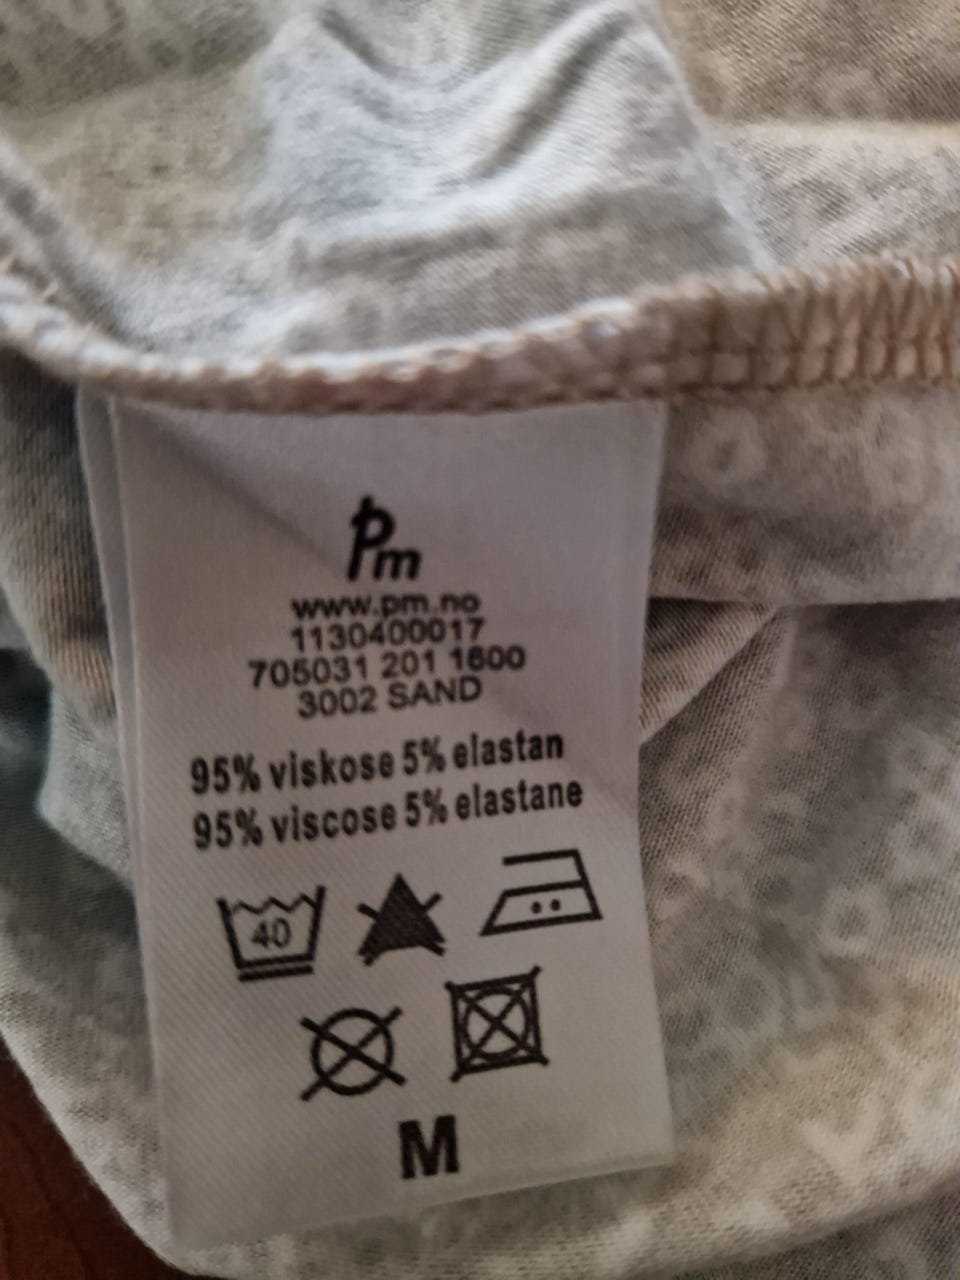 Pm
www.pm.no
1130400017
705031 201 1600
3002 SAND
95% viskose 5% elastan
95% viscose 5% elastane
40
M